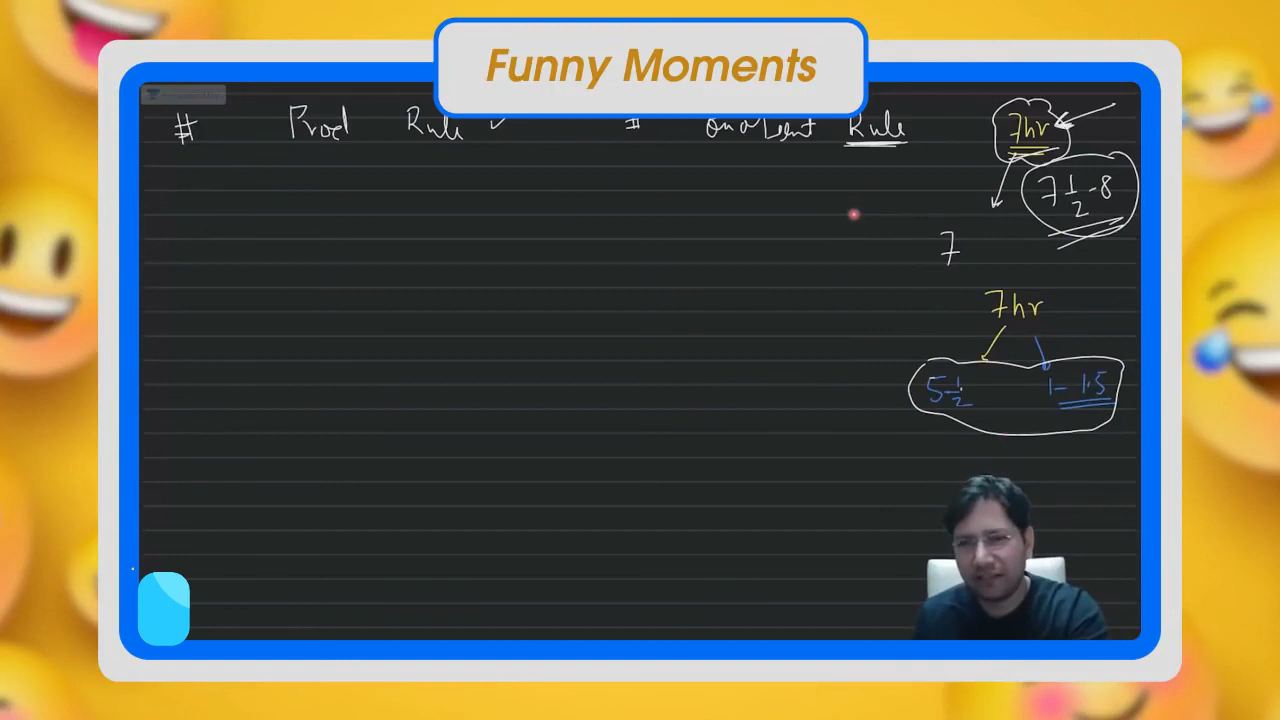 Funny Moments
# Prod Rule ✓ # Rule 7hr
7 1/2 - 8
7
7hr
5 1/2 1 - 1.5